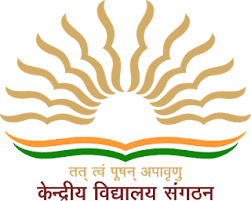 तत् त्वं पूषन् अपावृणु
केन्द्रीय विद्यालय संगठन